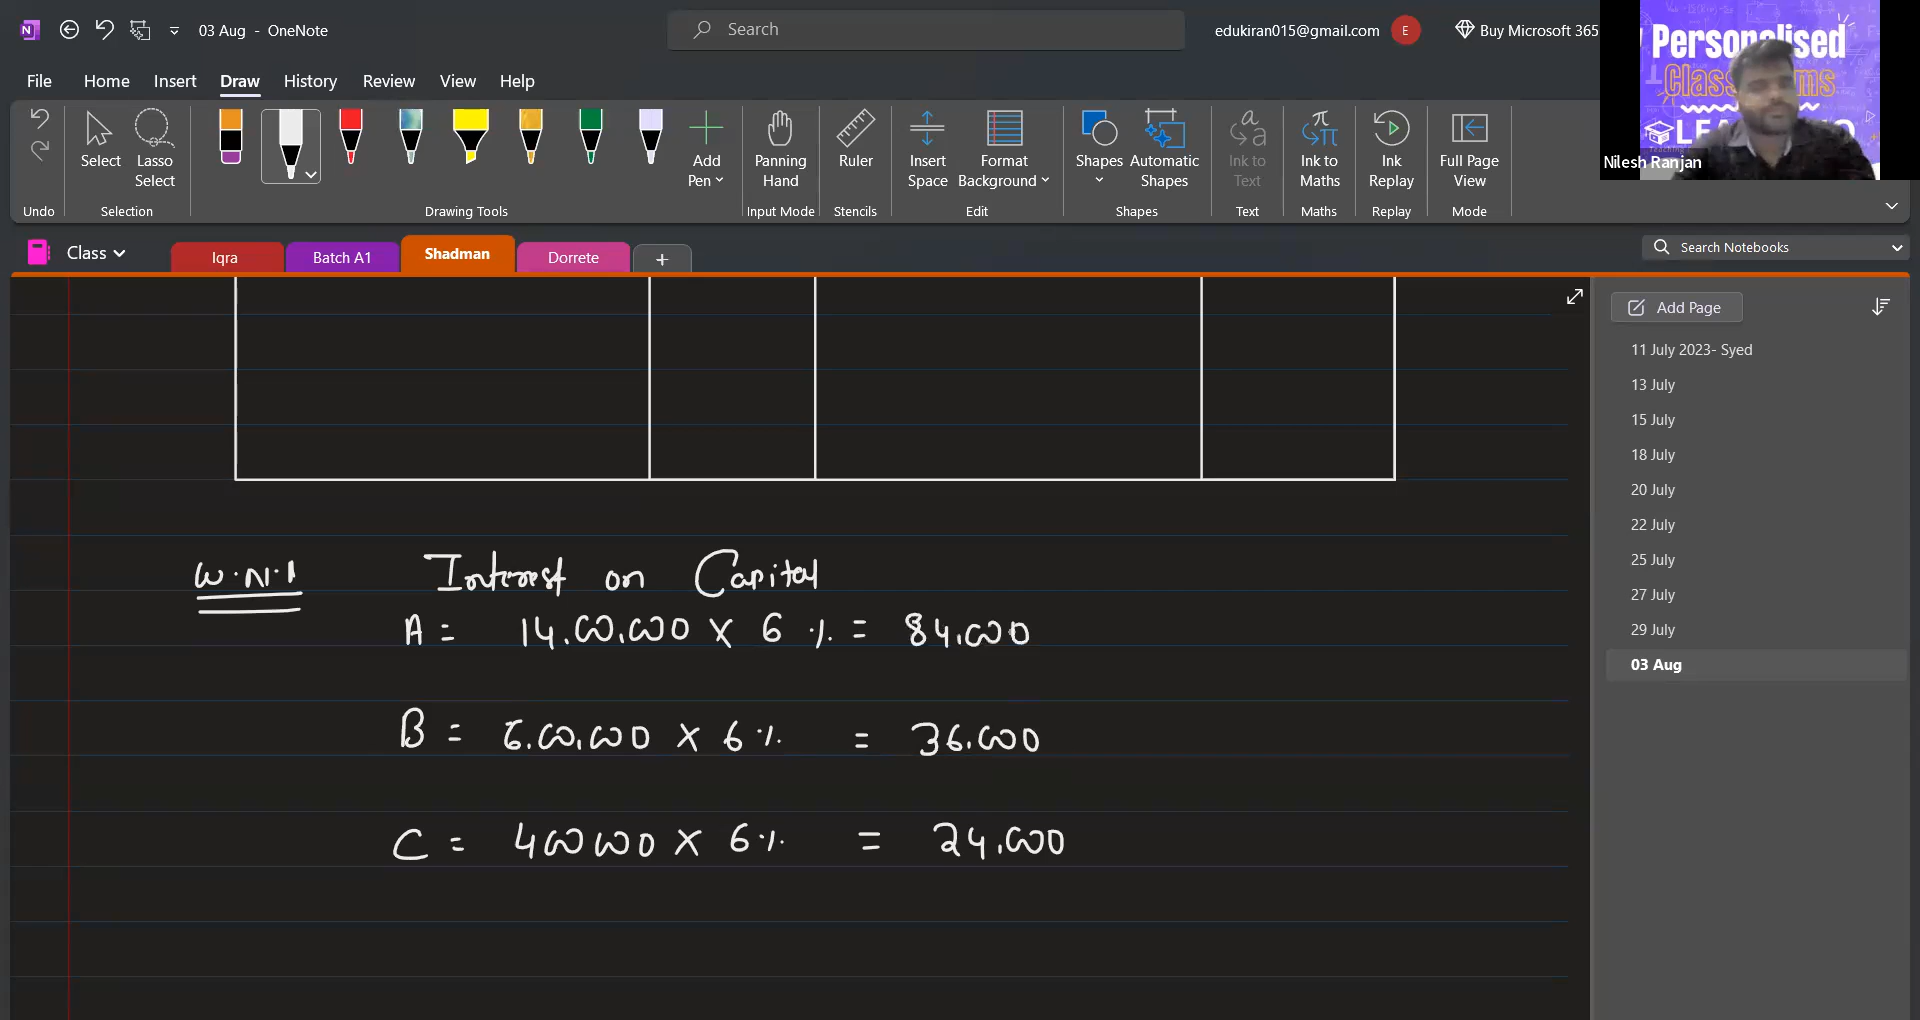 03 Aug - OneNote
Search
edukiran015@gmail.com
E
Buy Microsoft 365
Personalised
Nilesh Ranjan
File Home Insert Draw History Review View Help
Select
Lasso Select
Add Pen
Panning Hand
Ruler
Insert Space
Format Background
Shapes
Automatic Shapes
Ink to Text
Ink to Maths
Ink Replay
Full Page View
Undo Selection Drawing Tools Input Mode Stencils Edit Shapes Text Maths Replay Mode
Class
Iqra
Batch A1
Shadman
Dorrete
+
Search Notebooks
Add Page
11 July 2023- Syed
13 July
15 July
18 July
20 July
22 July
25 July
27 July
29 July
03 Aug
W.N.1 Interest on Capital
A = 14,00,000 × 6 % = 84,000
B = 6,00,000 × 6 % = 36,000
C = 400000 × 6 % = 24,000